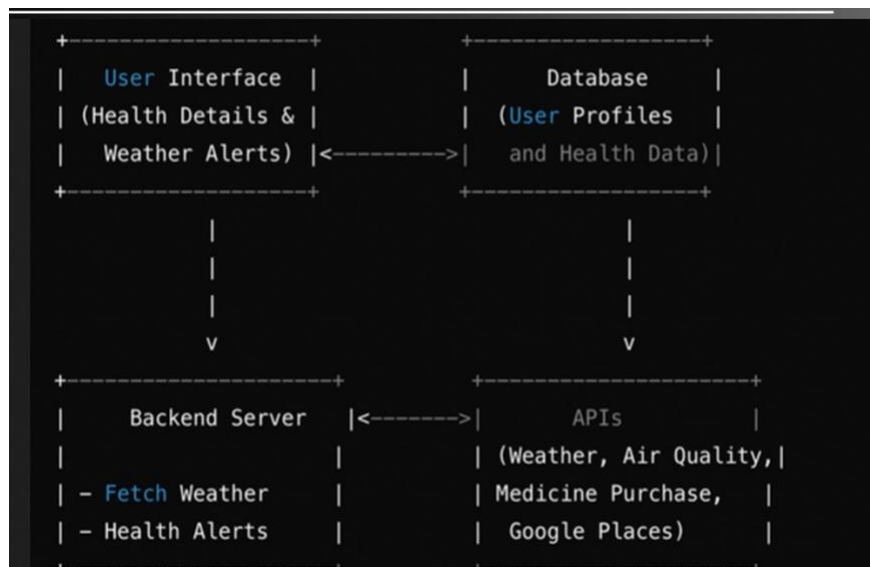 User Interface
(Health Details &
Weather Alerts)
Database
(User Profiles
and Health Data)
v
v
Backend Server
- Fetch Weather
- Health Alerts
APIs
(Weather, Air Quality,
Medicine Purchase,
Google Places)